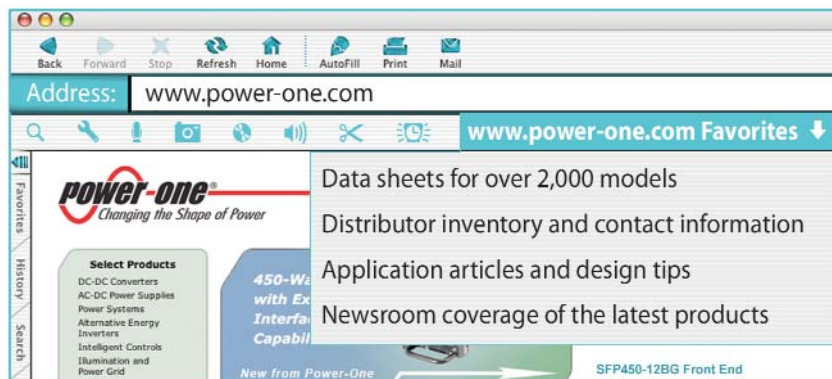 Back Forward Stop Refresh Home AutoFill Print Mail
Address: www.power-one.com
www.power-one.com Favorites
Favorites
History
Search
power-one®
Changing the Shape of Power
Data sheets for over 2,000 models
Distributor inventory and contact information
Application articles and design tips
Newsroom coverage of the latest products
Select Products
DC-DC Converters
AC-DC Power Supplies
Power Systems
Alternative Energy
Inverters
Intelligent Controls
Illumination and
Power Grid
450-Wa
with Ex
Interfa
Capabil
New from Power-One
SFP450-12BG Front End